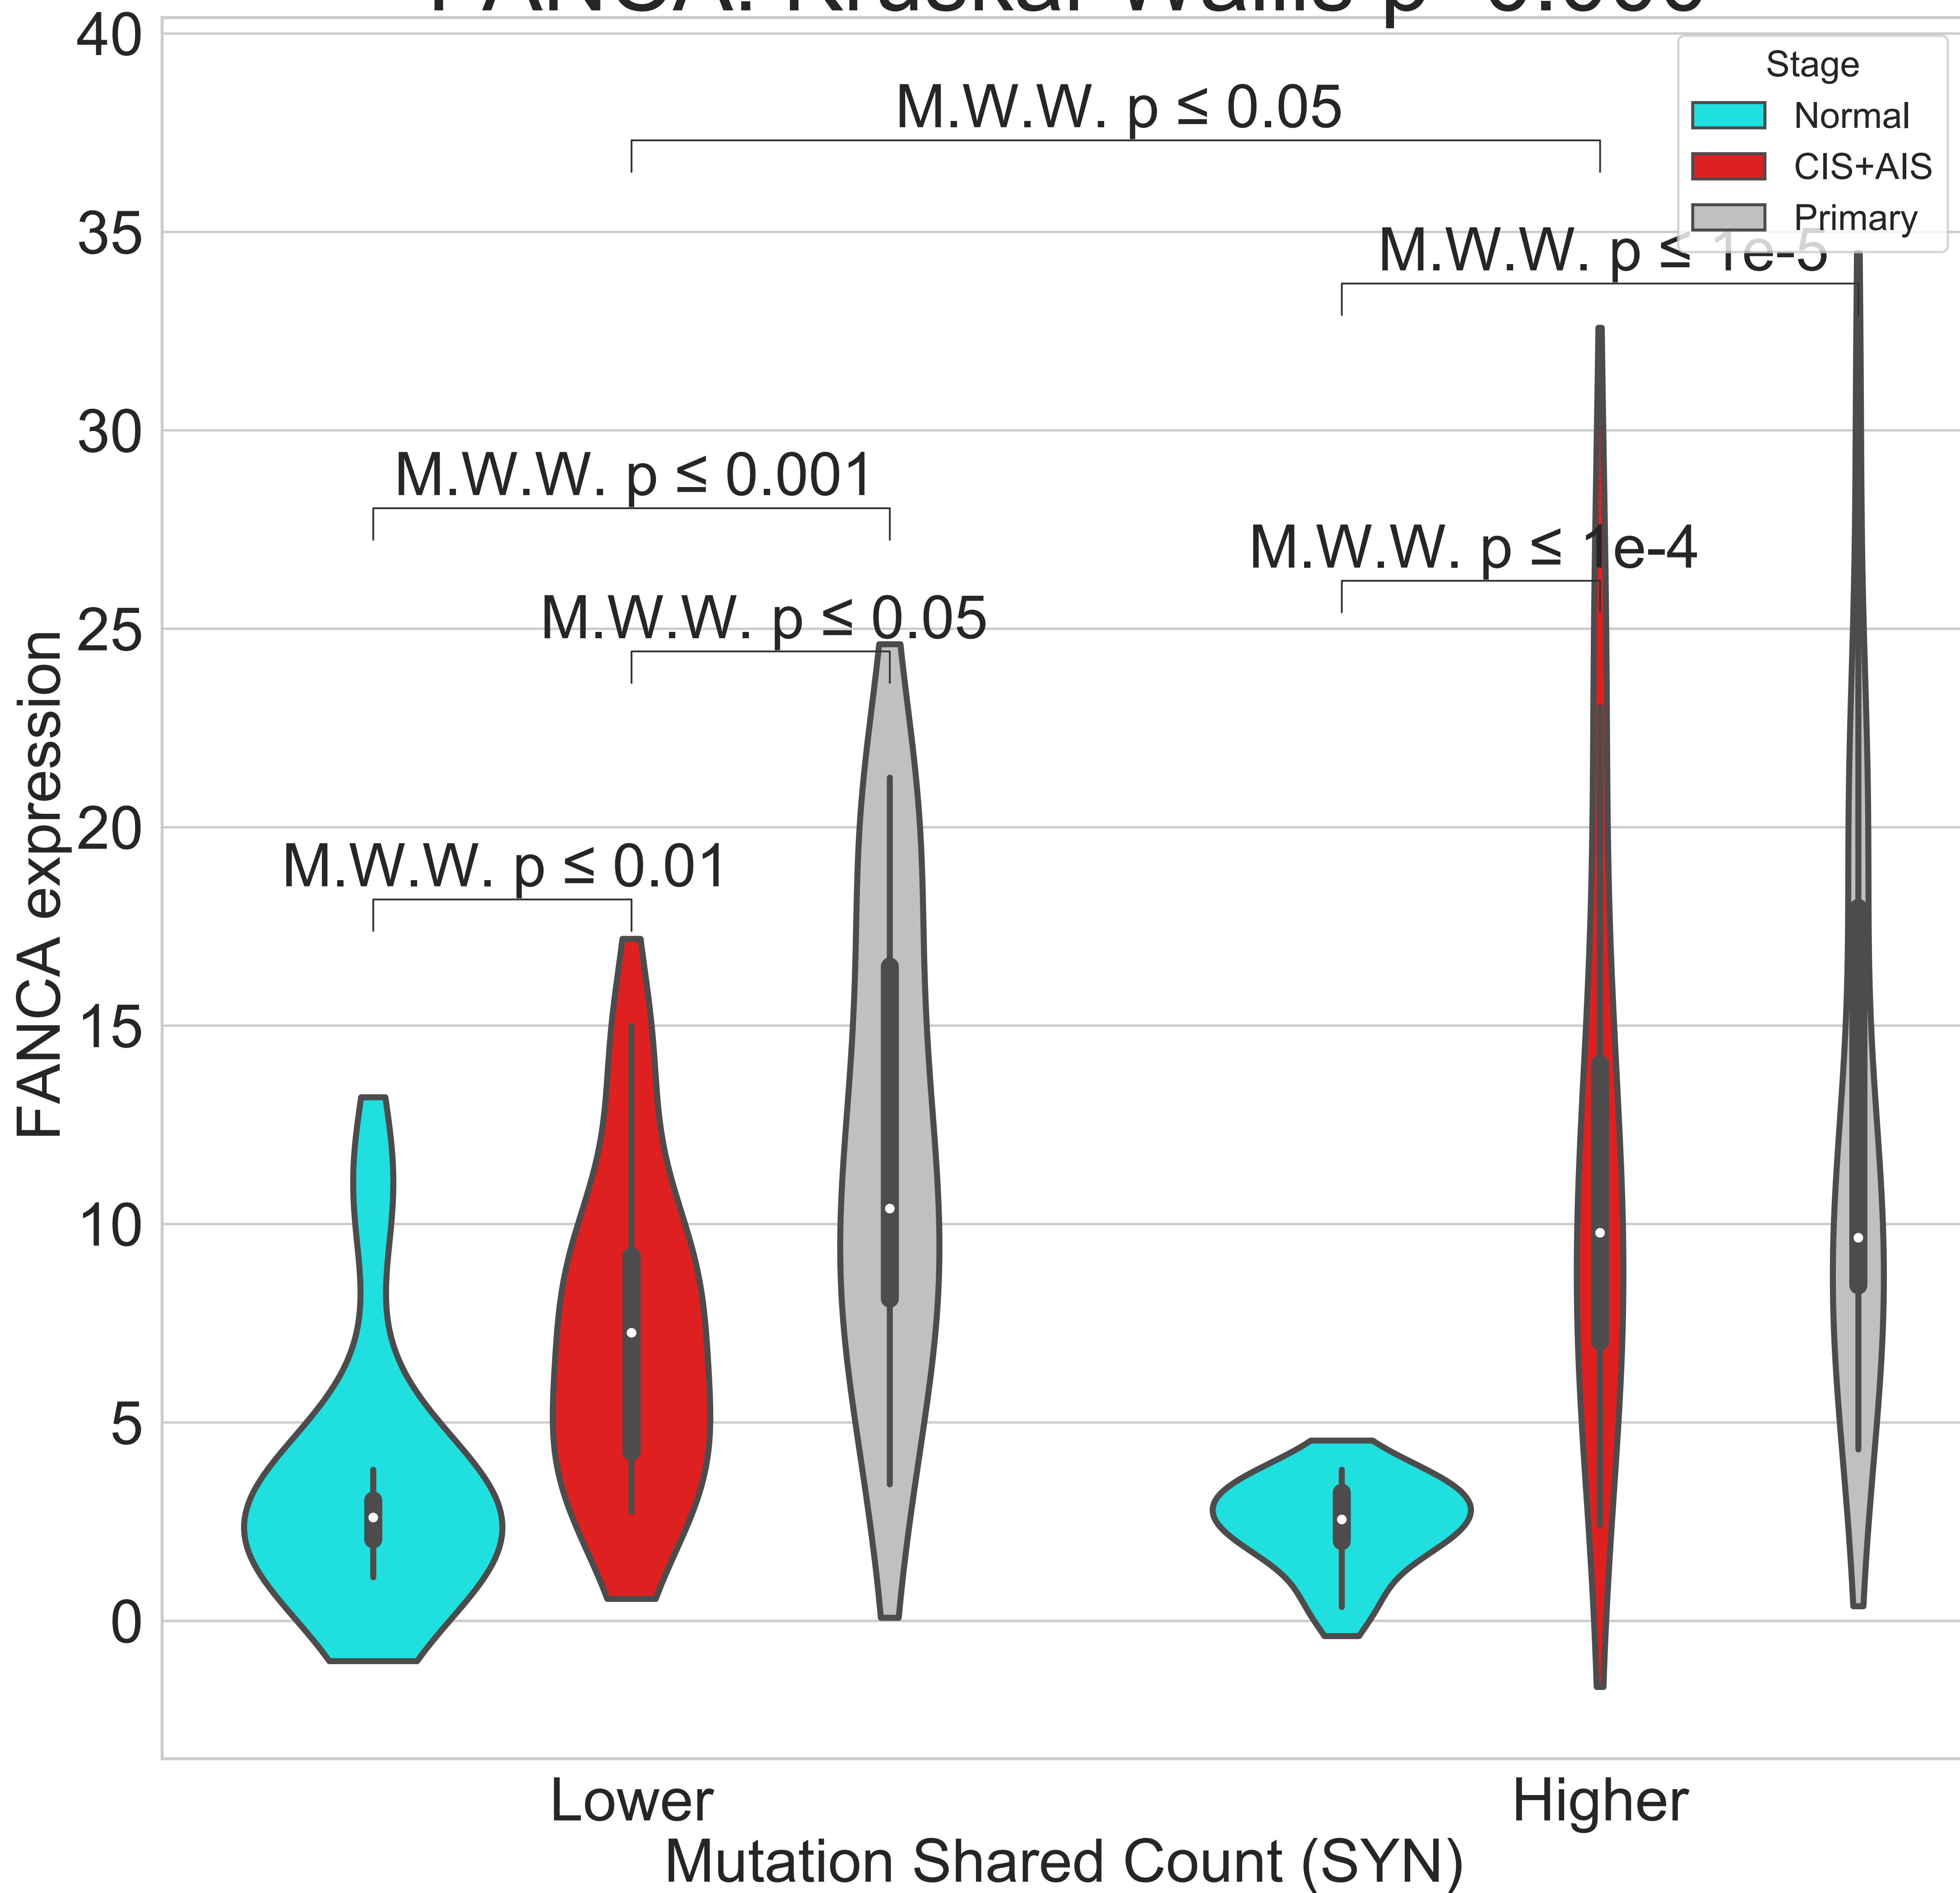 40
Stage
Normal
CIS+AIS
Primary
M.W.W. p ≤ 0.05
35
M.W.W. p ≤ 1e-5
30
M.W.W. p ≤ 0.001
M.W.W. p ≤ 1e-4
25
M.W.W. p ≤ 0.05
20
M.W.W. p ≤ 0.01
15
10
5
0
FANCA expression
Lower
Higher
Mutation Shared Count (SYN)